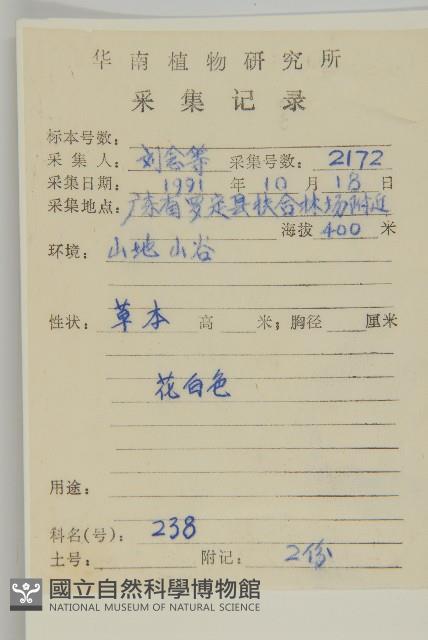 华南植物研究所
采集记录
标本号数:
采集人: 刘念等 采集号数: 2172
采集日期: 1991 年 10 月 18 日
采集地点: 广东省罗定县 林场附近
海拔 400 米
环境: 山地 山谷
性状: 草本 高 米; 胸径 厘米
花白色
用途:
科名(号): 238
土号: 附记: 2份
國立自然科學博物館
NATIONAL MUSEUM OF NATURAL SCIENCE